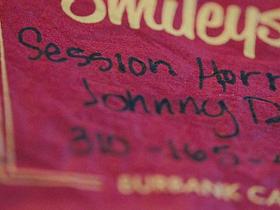 Smileys
Session Horn
Johnny D
310-165-
BURBANK CA